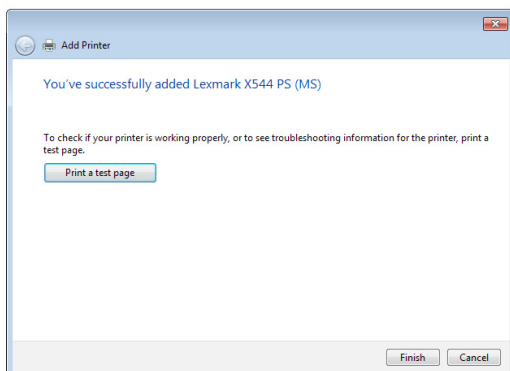 Add Printer
You've successfully added Lexmark X544 PS (MS)
To check if your printer is working properly, or to see troubleshooting information for the printer, print a
test page.
Print a test page
Finish
Cancel